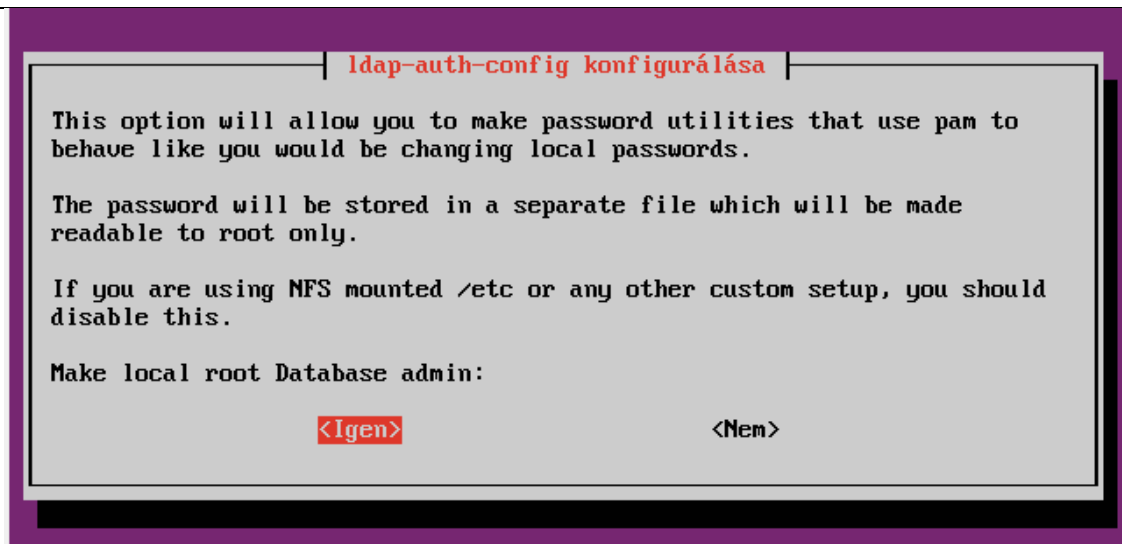 ldap-auth-config konfigurálása
This option will allow you to make password utilities that use pam to
behave like you would be changing local passwords.
The password will be stored in a separate file which will be made
readable to root only.
If you are using NFS mounted /etc or any other custom setup, you should
disable this.
Make local root Database admin:
<Igen> <Nem>